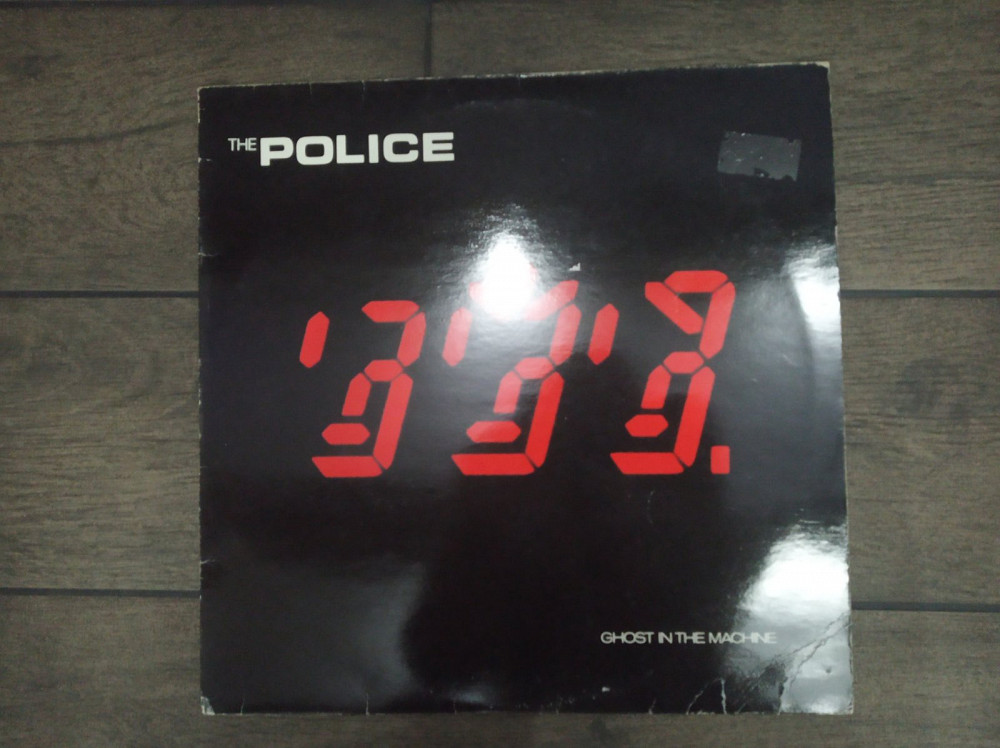 THE POLICE
GHOST IN THE MACHINE